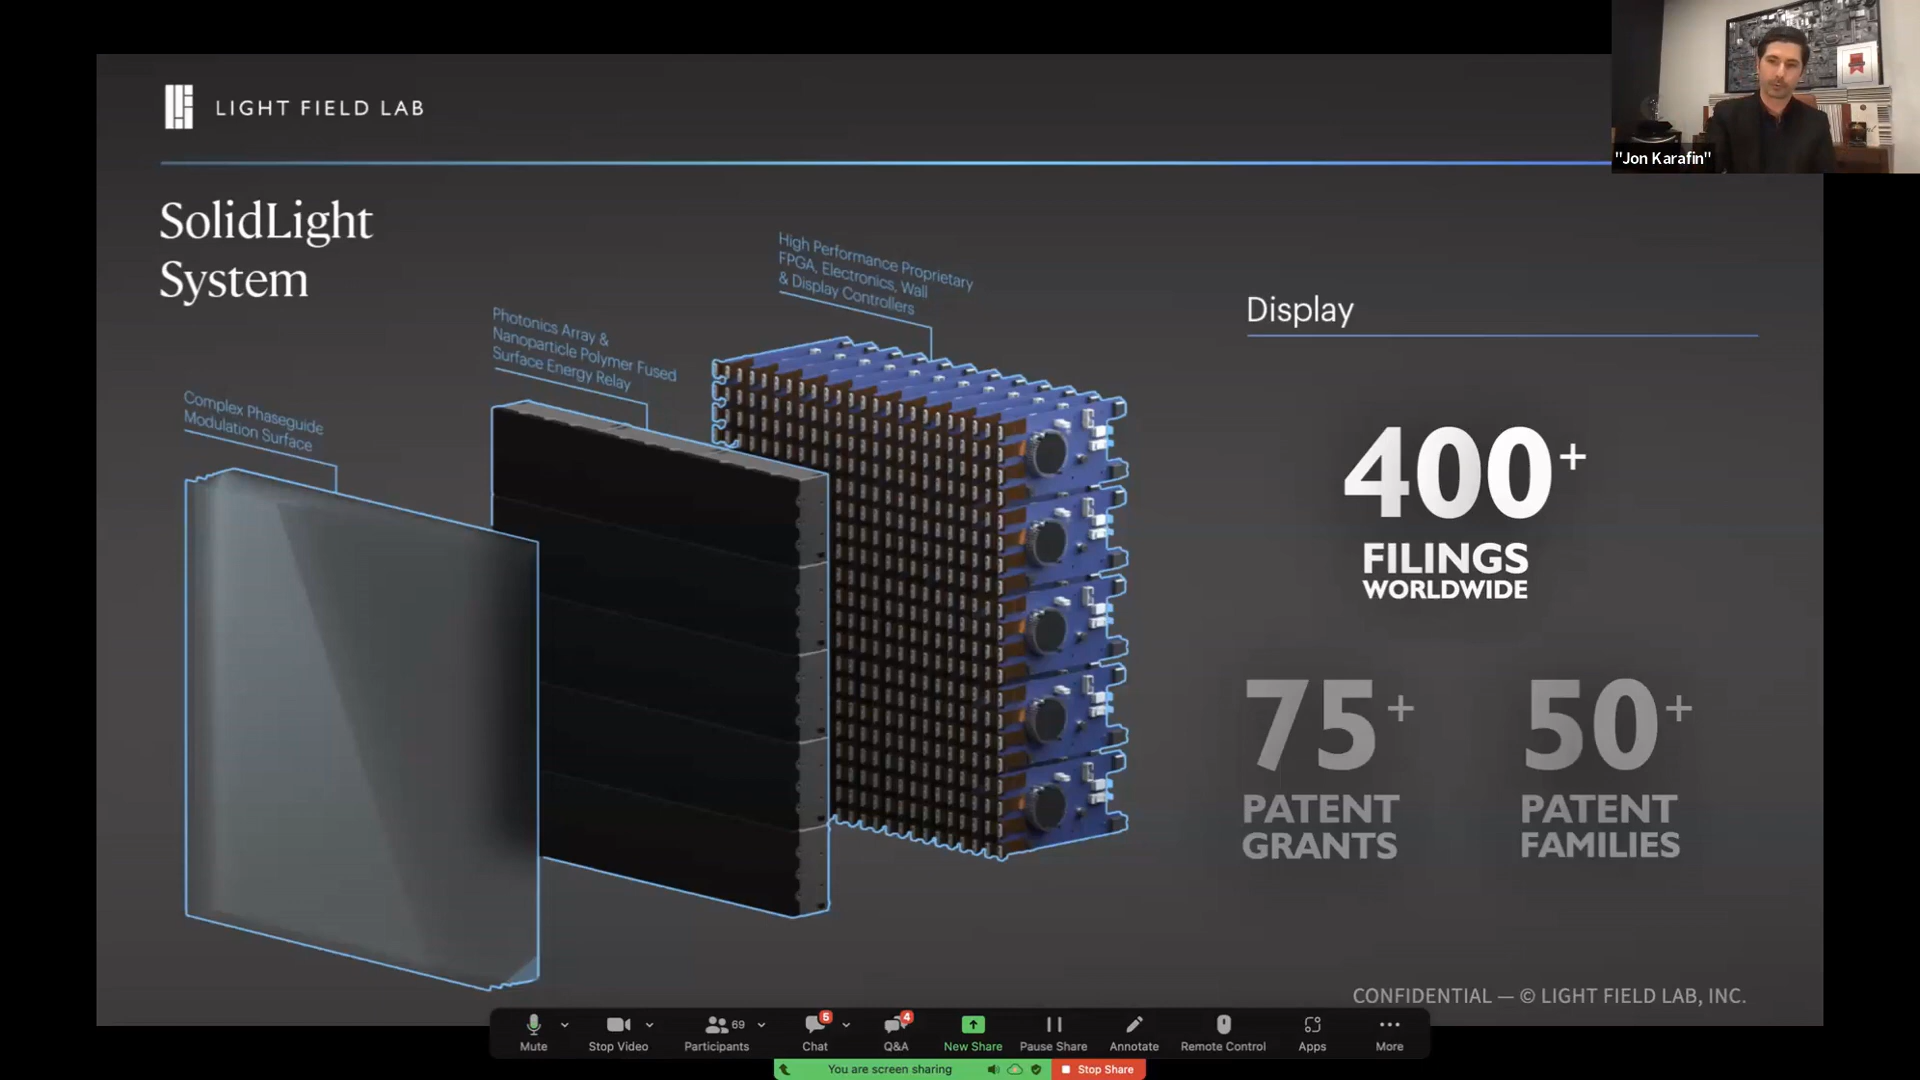 LIGHT FIELD LAB
"Jon Karafin"
SolidLight
System
High Performance Proprietary
FPGA, Electronics, Wall
& Display Controllers
Photonics Array &
Nanoparticle Polymer Fused
Surface Energy Relay
Complex Phaseguide
Modulation Surface
Display
400+
FILINGS
WORLDWIDE
75+
PATENT
GRANTS
50+
PATENT
FAMILIES
CONFIDENTIAL — © LIGHT FIELD LAB, INC.
69
5
4
Mute
Stop Video
Participants
Chat
Q&A
New Share
Pause Share
Annotate
Remote Control
Apps
More
You are screen sharing
Stop Share